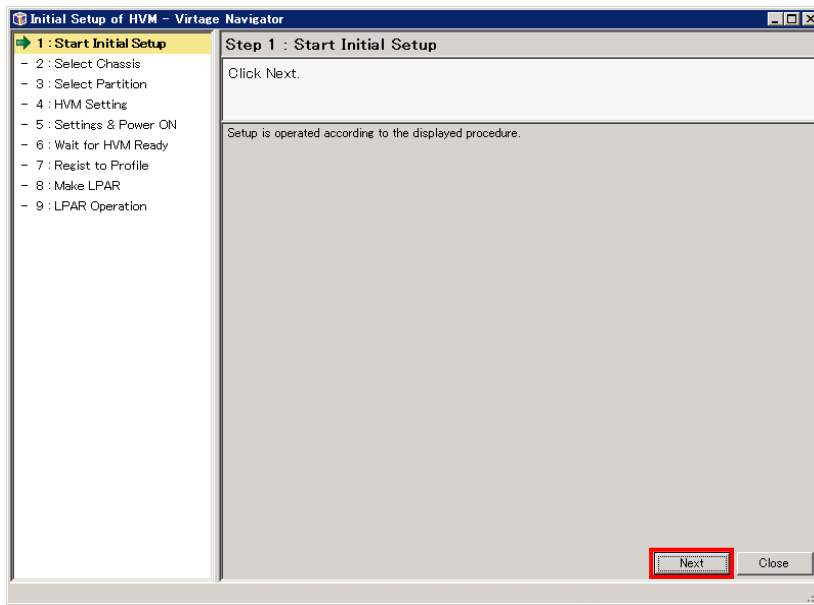 Initial Setup of HVM - Virtage Navigator
1 : Start Initial Setup
- 2 : Select Chassis
- 3 : Select Partition
- 4 : HVM Setting
- 5 : Settings & Power ON
- 6 : Wait for HVM Ready
- 7 : Regist to Profile
- 8 : Make LPAR
- 9 : LPAR Operation
Step 1 : Start Initial Setup
Click Next.
Setup is operated according to the displayed procedure.
Next
Close